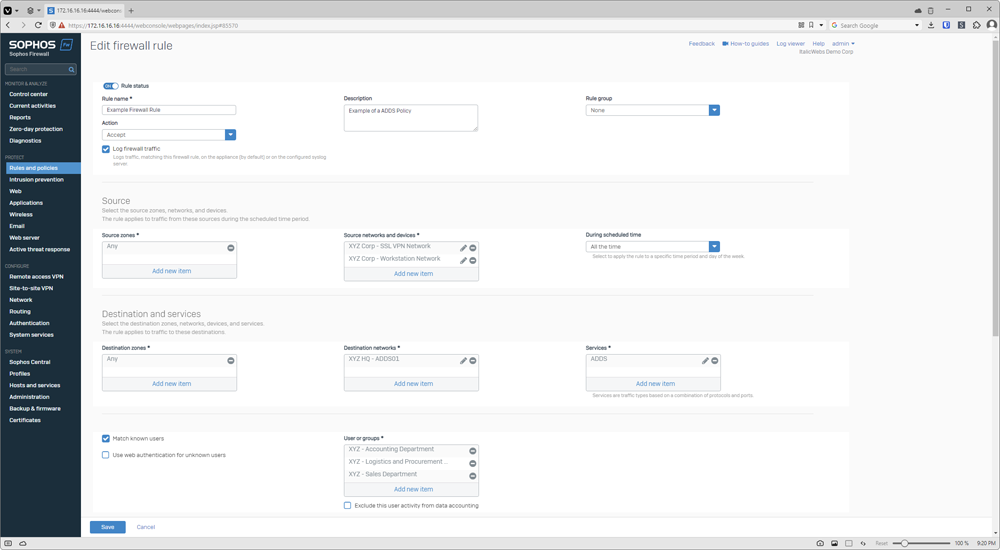 172.16.16.16:4444/webconsole
https://172.16.16.16:4444/webconsole/webpages/index.jsp#85570
Search Google
SOPHOS
Fw
Sophos Firewall
Search
MONITOR & ANALYZE
Control center
Current activities
Reports
Zero-day protection
Diagnostics
PROTECT
Rules and policies
Intrusion prevention
Web
Applications
Wireless
Email
Web server
Active threat response
CONFIGURE
Remote access VPN
Site-to-site VPN
Network
Routing
Authentication
System services
SYSTEM
Sophos Central
Profiles
Hosts and services
Administration
Backup & firmware
Certificates
Edit firewall rule
Feedback How-to guides Log viewer Help admin
BalicWebs Demo Corp
ON Rule status
Rule name *
Example Firewall Rule
Action
Accept
Log firewall traffic
Logs traffic, matching this firewall rule, on the appliance (by default) or on the configured syslog
server
Description
Example of a ADDS Policy
Rule group
None
Source
Select the source zones, networks, and devices.
The rule applies to traffic from these sources during the scheduled time period.
Source zones *
Any
Add new item
Source networks and devices *
XYZ Corp - SSL VPN Network
XYZ Corp - Workstation Network
Add new item
During scheduled time
All the time
Select to apply the rule to a specific time period and day of the week.
Destination and services
Select the destination zones, networks, devices, and services.
The rule applies to traffic to these destinations.
Destination zones *
Any
Add new item
Destination networks *
XYZ HQ - ADDS01
Add new item
Services *
ADDS
Add new item
Services are traffic types based on a combination of protocols and ports.
Match known users
Use web authentication for unknown users
User or groups *
XYZ - Accounting Department
XYZ - Logistics and Procurement ...
XYZ - Sales Department
Add new item
Exclude this user activity from data accounting
Save
Cancel
Reset
100 %
9:20 PM